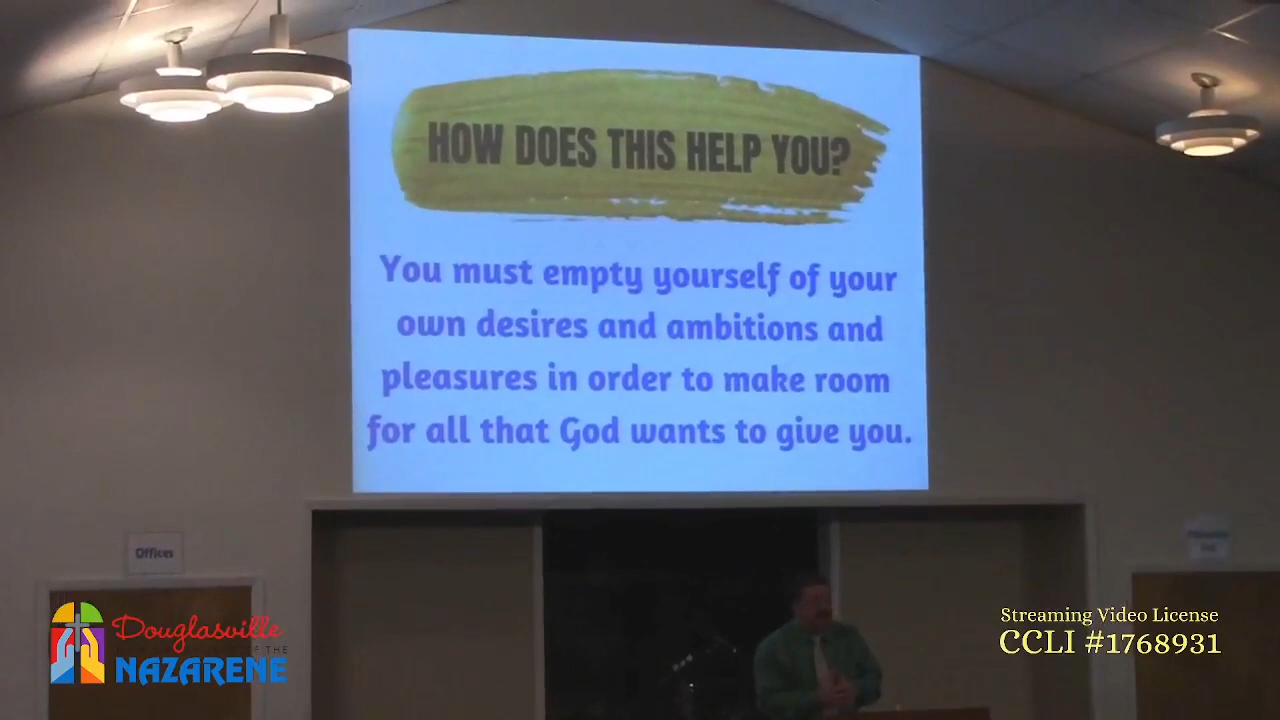 HOW DOES THIS HELP YOU?
You must empty yourself of your
own desires and ambitions and
pleasures in order to make room
for all that God wants to give you.
Offices
Douglasville
OF THE
NAZARENE
Streaming Video License
CCLI #1768931